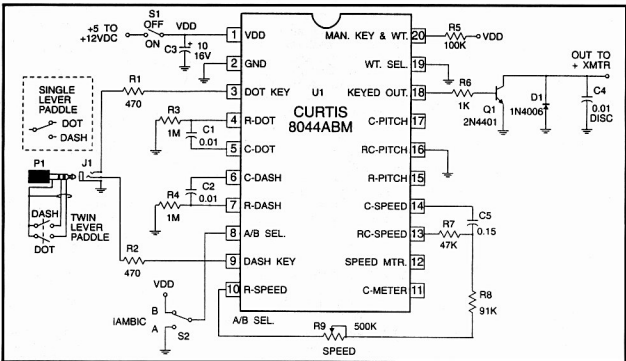 S1
+5 TO
+12VDC
OFF
ON
VDD
C3
+
10
16V
R1
470
R3
1M
C1
0.01
R4
1M
C2
0.01
R2
470
SINGLE
LEVER
PADDLE
DOT
DASH
P1
J1
DASH
DOT
TWIN
LEVER
PADDLE
VDD
B
iAMBIC
A
S2
A/B SEL.
1 VDD
2 GND
3 DOT KEY
4 R-DOT
5 C-DOT
6 C-DASH
7 R-DASH
8 A/B SEL.
9 DASH KEY
10 R-SPEED
U1
CURTIS
8044ABM
MAN. KEY & WT. 20
WT. SEL. 19
KEYED OUT. 18
C-PITCH 17
RC-PITCH 16
R-PITCH 15
C-SPEED 14
RC-SPEED 13
SPEED MTR. 12
C-METER 11
R5
100K
VDD
OUT TO
+ XMTR
R6
1K
Q1
2N4401
D1
1N4006
C4
0.01
DISC
C5
0.15
R7
47K
R8
91K
R9
500K
SPEED